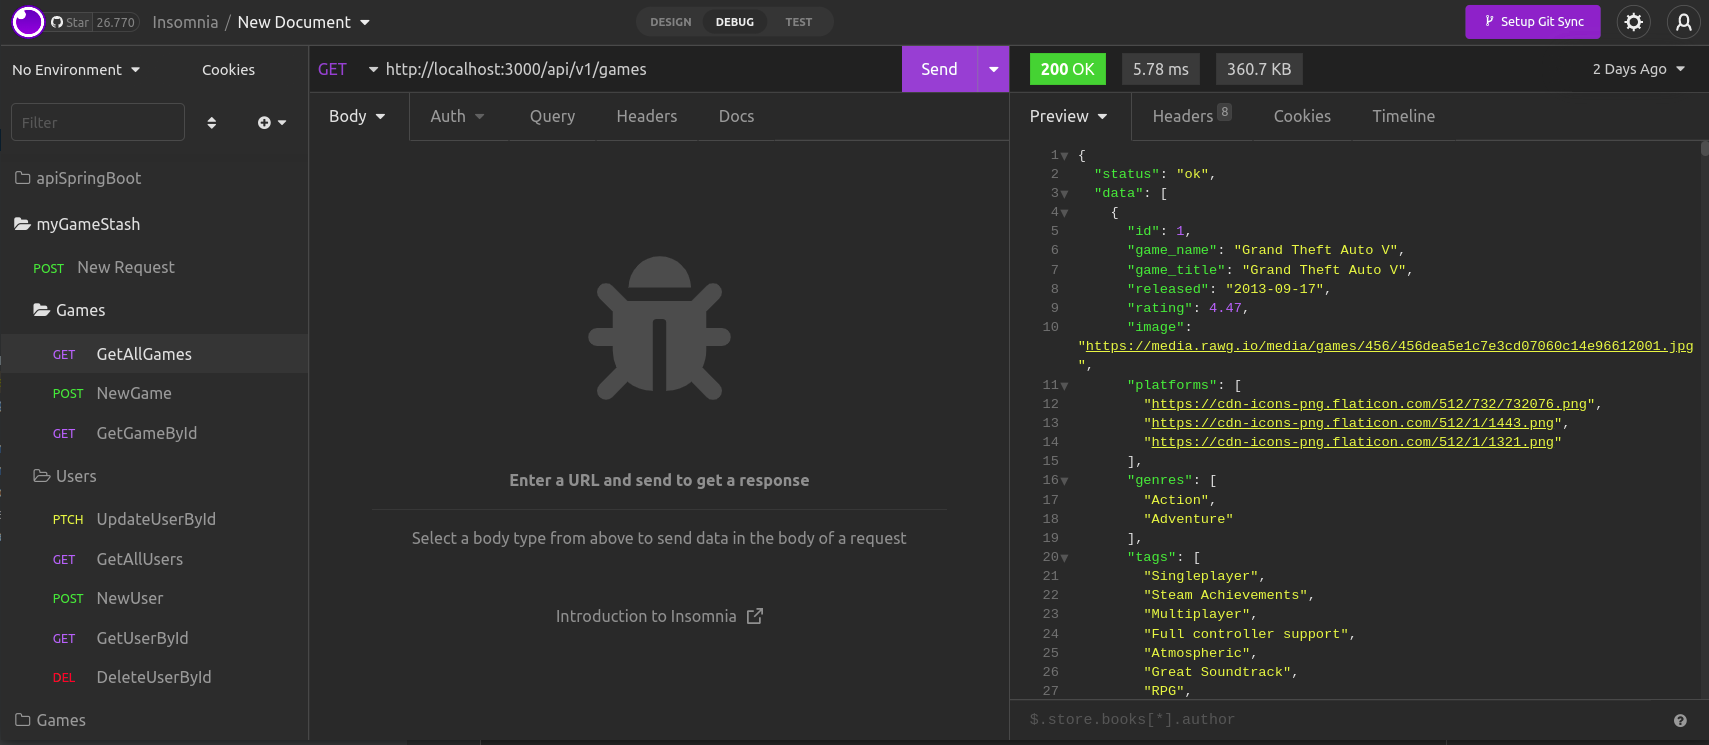 Star 26.770 Insomnia / New Document DESIGN DEBUG TEST Setup Git Sync
No Environment Cookies
Filter
apiSpringBoot
myGameStash
POST New Request
Games
GET GetAllGames
POST NewGame
GET GetGameById
Users
PTCH UpdateUserById
GET GetAllUsers
POST NewUser
GET GetUserById
DEL DeleteUserById
Games
GET http://localhost:3000/api/v1/games Send
Body Auth Query Headers Docs
Enter a URL and send to get a response
Select a body type from above to send data in the body of a request
Introduction to Insomnia
200 OK 5.78 ms 360.7 KB 2 Days Ago
Preview Headers 8 Cookies Timeline
1 {
2 "status": "ok",
3 "data": [
4 {
5 "id": 1,
6 "game_name": "Grand Theft Auto V",
7 "game_title": "Grand Theft Auto V",
8 "released": "2013-09-17",
9 "rating": 4.47,
10 "image":
"https://media.rawg.io/media/games/456/456dea5e1c7e3cd07060c14e96612001.jpg
",
11 "platforms": [
12 "https://cdn-icons-png.flaticon.com/512/732/732076.png",
13 "https://cdn-icons-png.flaticon.com/512/1/1443.png",
14 "https://cdn-icons-png.flaticon.com/512/1/1321.png"
15 ],
16 "genres": [
17 "Action",
18 "Adventure"
19 ],
20 "tags": [
21 "Singleplayer",
22 "Steam Achievements",
23 "Multiplayer",
24 "Full controller support",
25 "Atmospheric",
26 "Great Soundtrack",
27 "RPG",
$.store.books[*].author